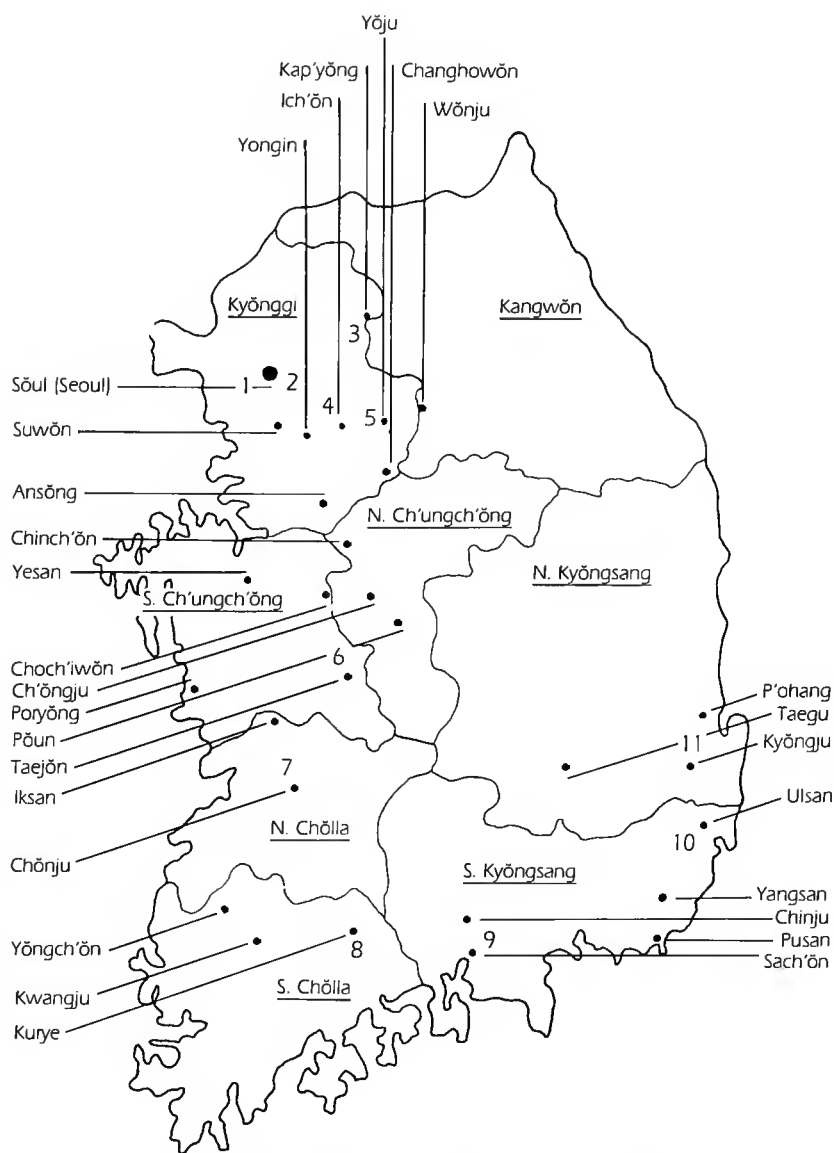 Yŏju
Kap'yŏng
Changhowŏn
Ich'ŏn
Wŏnju
Yongin
Kyŏnggi
Kangwŏn
3
Sŏul (Seoul)
1
2
4
5
Suwŏn
Ansŏng
N. Ch'ungch'ŏng
Chinch'ŏn
Yesan
S. Ch'ungch'ŏng
N. Kyŏngsang
Choch'iwŏn
6
Ch'ŏngju
Poryŏng
Pŏun
Taejŏn
Iksan
P'ohang
Taegu
11
Kyŏngju
7
Ulsan
10
N. Chŏlla
Chŏnju
S. Kyŏngsang
Yangsan
Chinju
Pusan
9
Sach'ŏn
Yŏngch'ŏn
8
Kwangju
S. Chŏlla
Kurye